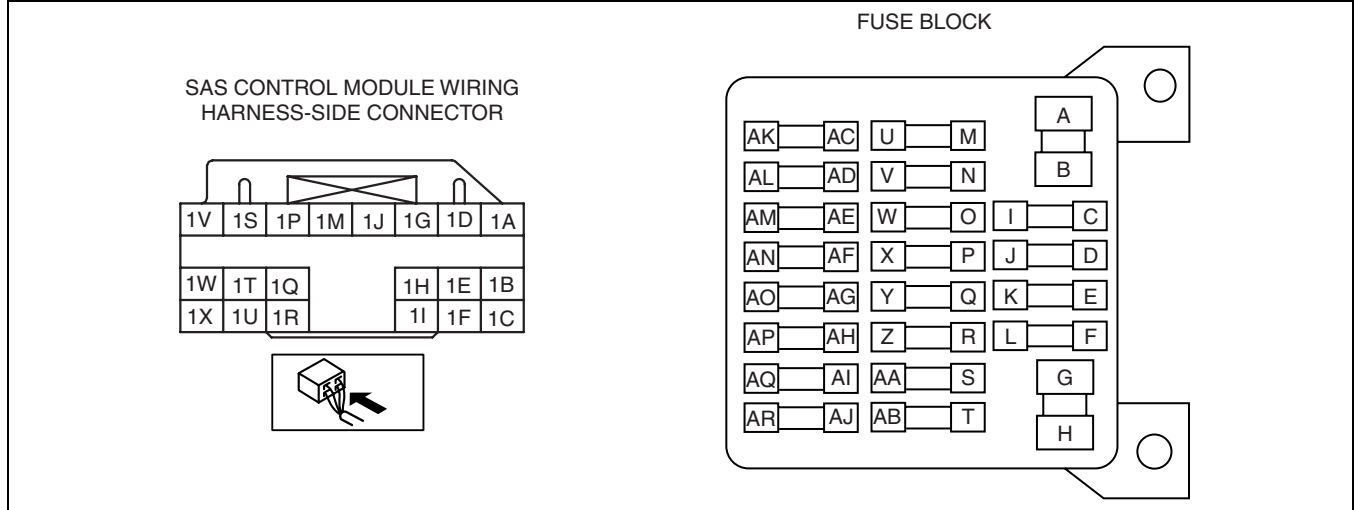 FUSE BLOCK
SAS CONTROL MODULE WIRING
HARNESS-SIDE CONNECTOR
1V 1S 1P 1M 1J 1G 1D 1A
1W 1T 1Q 1H 1E 1B
1X 1U 1R 1I 1F 1C
A
B
AK AC U M
AL AD V N
AM AE W O I C
AN AF X P J D
AO AG Y Q K E
AP AH Z R L F
AQ AI AA S
AR AJ AB T
G
H